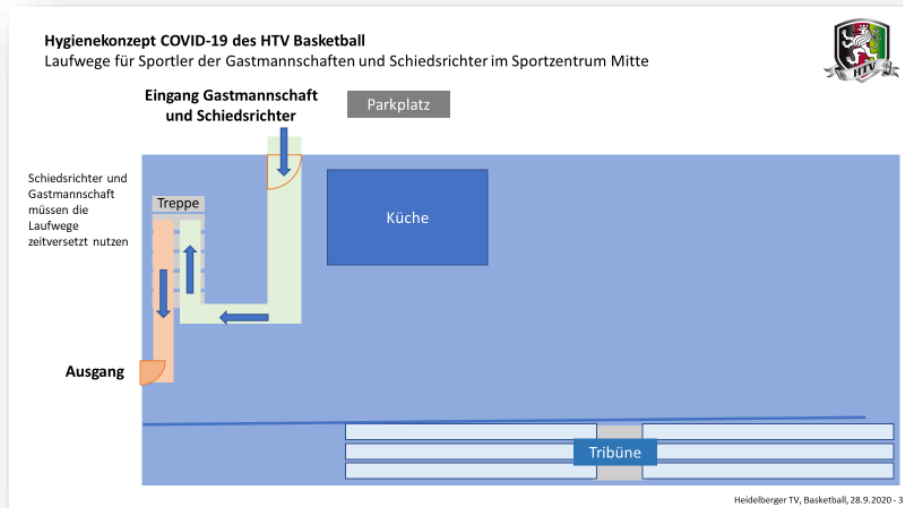 Hygienekonzept COVID-19 des HTV Basketball
Laufwege für Sportler der Gastmannschaften und Schiedsrichter im Sportzentrum Mitte
HTV
Eingang Gastmannschaft
und Schiedsrichter
Parkplatz
Schiedsrichter und
Gastmannschaft
müssen die
Laufwege
zeitversetzt nutzen
Treppe
Küche
Ausgang
Tribüne
Heidelberger TV, Basketball, 28.9.2020 - 3